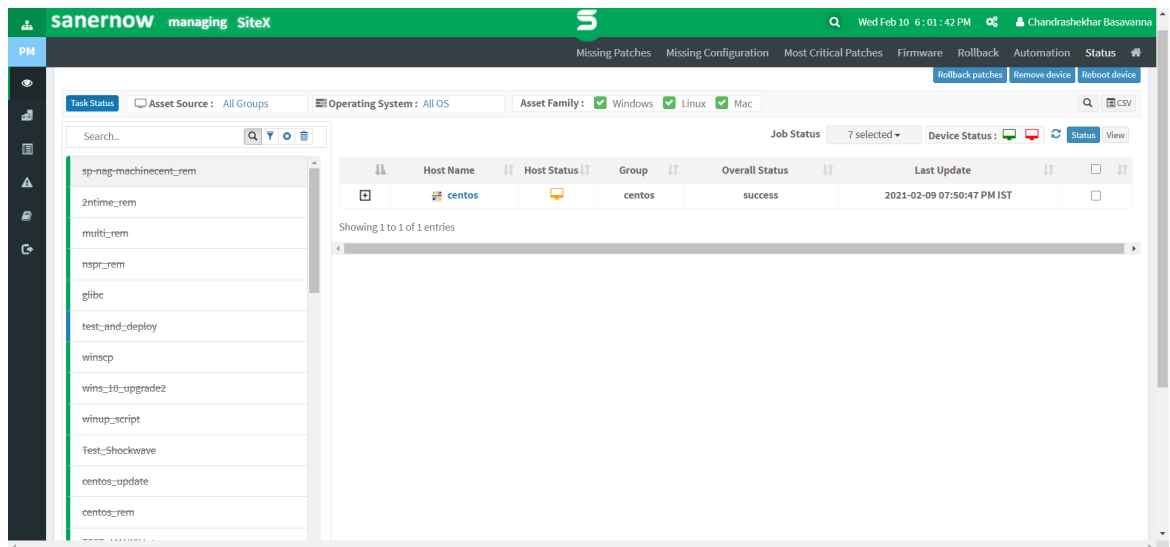 sanernow managing SiteX
Wed Feb 10 6:01:42 PM
Chandrashekhar Basavanna
PM
Missing Patches Missing Configuration Most Critical Patches Firmware Rollback Automation Status
Rollback patches Remove device Reboot device
Task Status Asset Source : All Groups Operating System : All OS Asset Family : Windows Linux Mac CSV
Search..
Job Status 7 selected Device Status : Status View
Host Name Host Status Group Overall Status Last Update
centos centos success 2021-02-09 07:50:47 PM IST
Showing 1 to 1 of 1 entries
sp-nag-machinecent_rem
2ntime_rem
multi_rem
nspr_rem
glibc
test_and_deploy
winscp
wins_10_upgrade2
winup_script
Test_Shockwave
centos_update
centos_rem